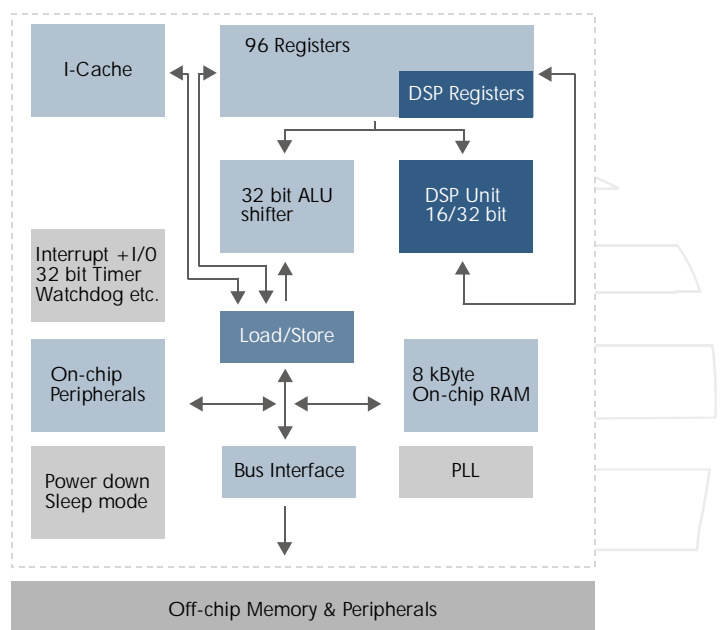 I-Cache
96 Registers
DSP Registers
32 bit ALU
shifter
DSP Unit
16/32 bit
Interrupt +I/0
32 bit Timer
Watchdog etc.
Load/Store
On-chip
Peripherals
8 kByte
On-chip RAM
Power down
Sleep mode
Bus Interface
PLL
Off-chip Memory & Peripherals